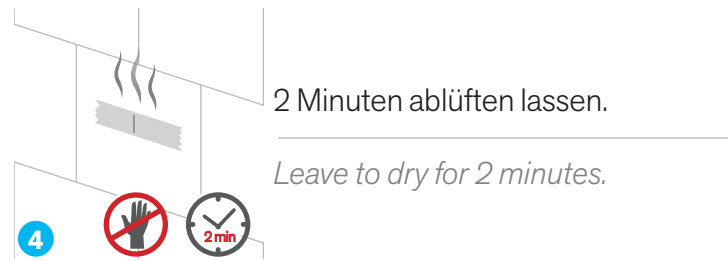 2 Minuten ablüften lassen.
Leave to dry for 2 minutes.
4
2 min